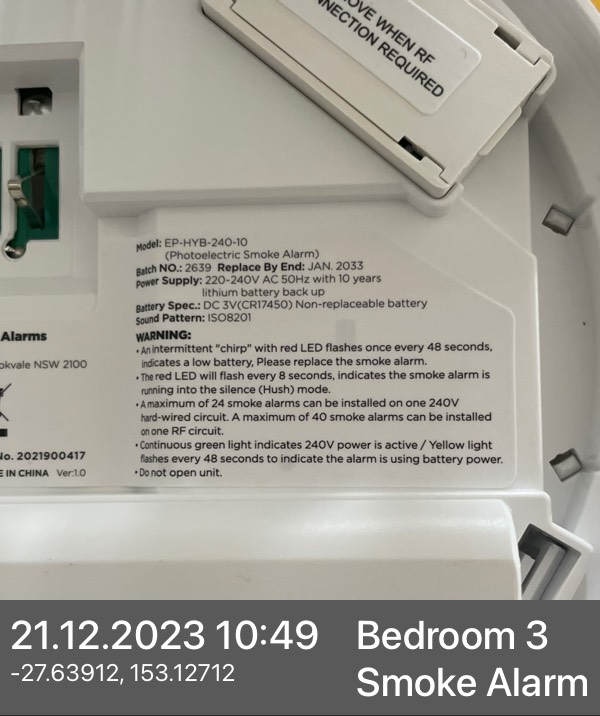 OVE WHEN RF
NNECTION REQUIRED
Model: EP-HYB-240-10
(Photoelectric Smoke Alarm)
Batch NO.: 2639 Replace By End: JAN. 2033
Power Supply: 220-240V AC 50Hz with 10 years
lithium battery back up
Battery Spec.: DC 3V(CR17450) Non-replaceable battery
Sound Pattern: ISO8201
WARNING:
• An intermittent "chirp" with red LED flashes once every 48 seconds,
indicates a low battery, Please replace the smoke alarm.
• The red LED will flash every 8 seconds, indicates the smoke alarm is
running into the silence (Hush) mode.
• A maximum of 24 smoke alarms can be installed on one 240V
hard-wired circuit. A maximum of 40 smoke alarms can be installed
on one RF circuit.
• Continuous green light indicates 240V power is active / Yellow light
flashes every 48 seconds to indicate the alarm is using battery power.
• Do not open unit.
Alarms
okvale NSW 2100
No. 2021900417
E IN CHINA Ver:1.0
21.12.2023 10:49
-27.63912, 153.12712
Bedroom 3
Smoke Alarm